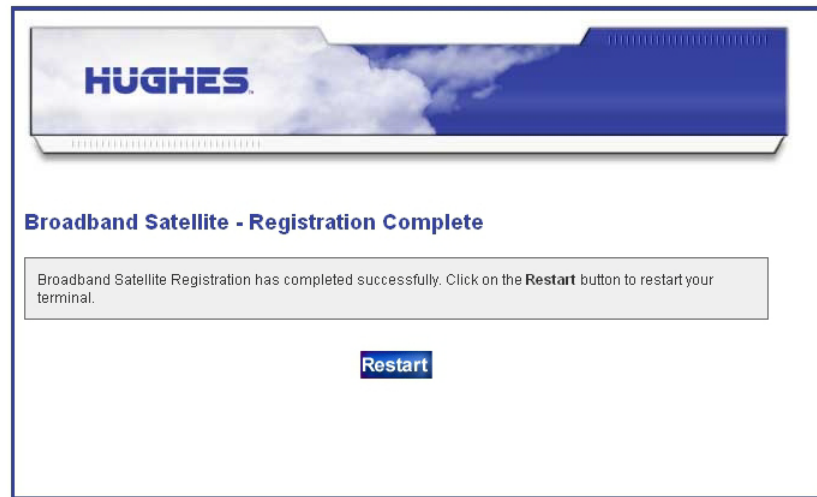 HUGHES
Broadband Satellite - Registration Complete
Broadband Satellite Registration has completed successfully. Click on the Restart button to restart your
terminal.
Restart